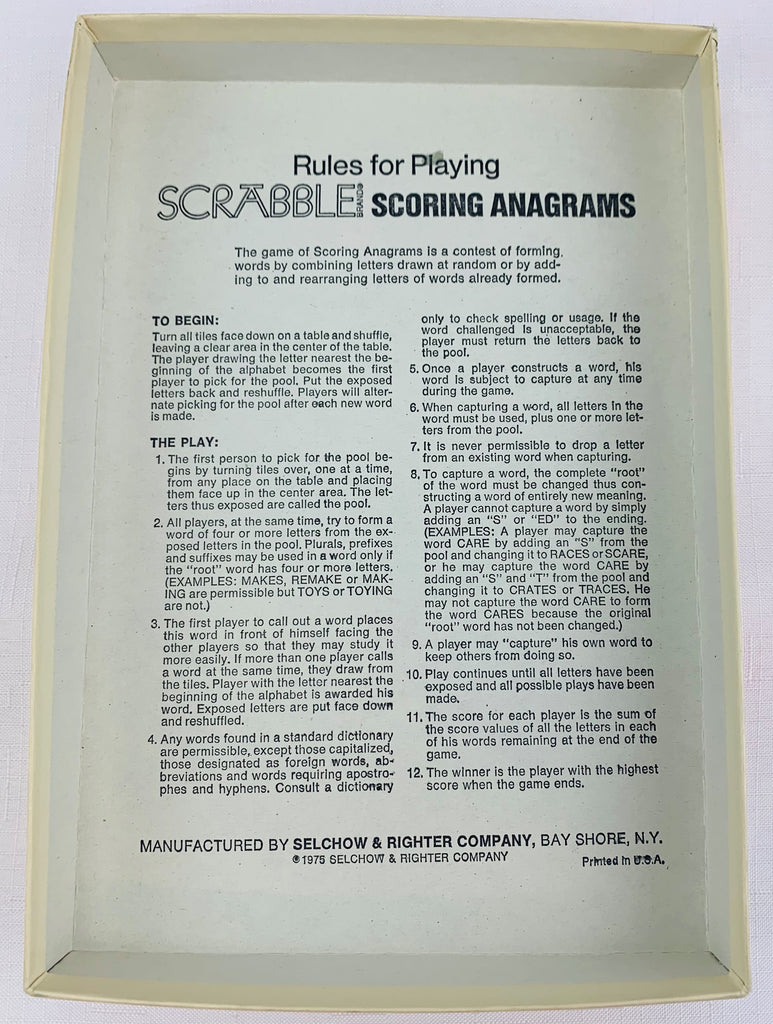 Rules for Playing
SCRABBLE BRAND® SCORING ANAGRAMS
The game of Scoring Anagrams is a contest of forming
words by combining letters drawn at random or by add-
ing to and rearranging letters of words already formed.
TO BEGIN:
Turn all tiles face down on a table and shuffle,
leaving a clear area in the center of the table.
The player drawing the letter nearest the be-
ginning of the alphabet becomes the first
player to pick for the pool. Put the exposed
letters back and reshuffle. Players will alter-
nate picking for the pool after each new word
is made.
THE PLAY:
1. The first person to pick for the pool be-
gins by turning tiles over, one at a time,
from any place on the table and placing
them face up in the center area. The let-
ters thus exposed are called the pool.
2. All players, at the same time, try to form a
word of four or more letters from the ex-
posed letters in the pool. Plurals, prefixes
and suffixes may be used in a word only if
the "root" word has four or more letters.
(EXAMPLES: MAKES, REMAKE or MAK-
ING are permissible but TOYS or TOYING
are not.)
3. The first player to call out a word places
this word in front of himself facing the
other players so that they may study it
more easily. If more than one player calls
a word at the same time, they draw from
the tiles. Player with the letter nearest the
beginning of the alphabet is awarded his
word. Exposed letters are put face down
and reshuffled.
4. Any words found in a standard dictionary
are permissible, except those capitalized,
those designated as foreign words, ab-
breviations and words requiring apostro-
phes and hyphens. Consult a dictionary
only to check spelling or usage. If the
word challenged is unacceptable, the
player must return the letters back to
the pool.
5. Once a player constructs a word, his
word is subject to capture at any time
during the game.
6. When capturing a word, all letters in the
word must be used, plus one or more let-
ters from the pool.
7. It is never permissible to drop a letter
from an existing word when capturing.
8. To capture a word, the complete "root"
of the word must be changed thus con-
structing a word of entirely new meaning.
A player cannot capture a word by simply
adding an "S" or "ED" to the ending.
(EXAMPLES: A player may capture the
word CARE by adding an "S" from the
pool and changing it to RACES or SCARE,
or he may capture the word CARE by
adding an "S" and "T" from the pool and
changing it to CRATES or TRACES. He
may not capture the word CARE to form
the word CARES because the original
"root" word has not been changed.)
9. A player may "capture" his own word to
keep others from doing so.
10. Play continues until all letters have been
exposed and all possible plays have been
made.
11. The score for each player is the sum of
the score values of all the letters in each
of his words remaining at the end of the
game.
12. The winner is the player with the highest
score when the game ends.
MANUFACTURED BY SELCHOW & RIGHTER COMPANY, BAY SHORE, N.Y.
©1975 SELCHOW & RIGHTER COMPANY
Printed in U.S.A.